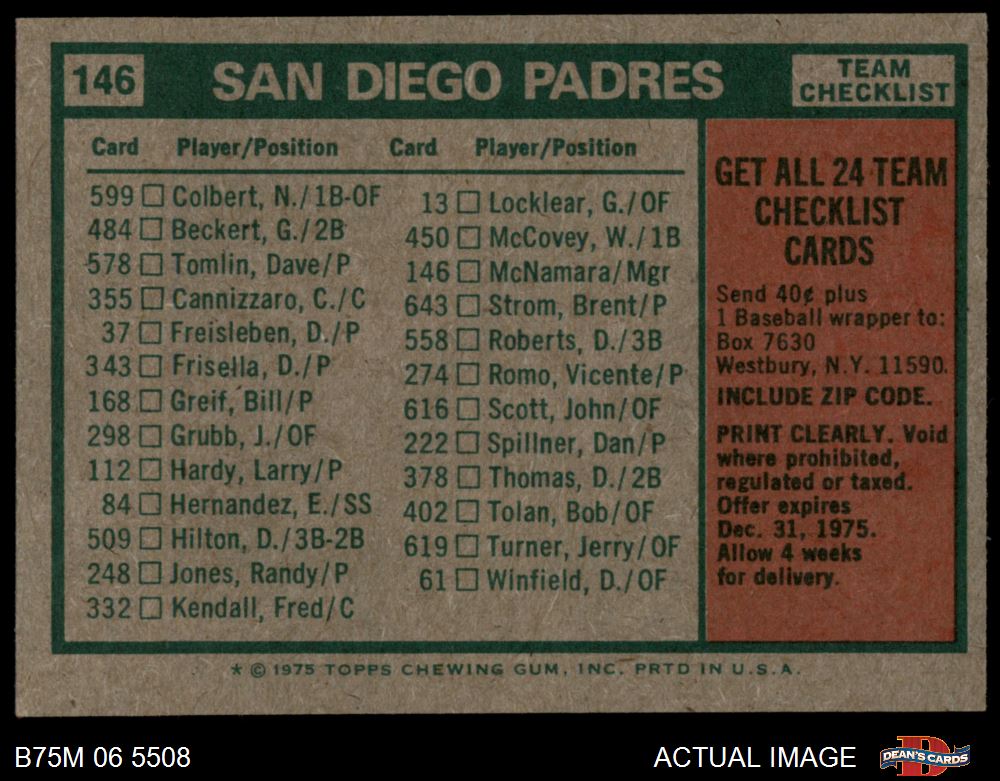 146 SAN DIEGO PADRES TEAM CHECKLIST
Card Player/Position
599 Colbert, N./1B-OF
484 Beckert, G./2B
578 Tomlin, Dave/P
355 Cannizzaro, C./C
37 Freisleben, D./P
343 Frisella, D./P
168 Greif, Bill/P
298 Grubb, J./OF
112 Hardy, Larry/P
84 Hernandez, E./SS
509 Hilton, D./3B-2B
248 Jones, Randy/P
332 Kendall, Fred/C
Card Player/Position
13 Locklear, G./OF
450 McCovey, W./1B
146 McNamara/Mgr
643 Strom, Brent/P
558 Roberts, D./3B
274 Romo, Vicente/P
616 Scott, John/OF
222 Spillner, Dan/P
378 Thomas, D./2B
402 Tolan, Bob/OF
619 Turner, Jerry/OF
61 Winfield, D./OF
GET ALL 24 TEAM
CHECKLIST
CARDS
Send 40¢ plus
1 Baseball wrapper to:
Box 7630
Westbury, N.Y. 11590.
INCLUDE ZIP CODE.
PRINT CLEARLY. Void
where prohibited,
regulated or taxed.
Offer expires
Dec. 31, 1975.
Allow 4 weeks
for delivery.
* © 1975 TOPPS CHEWING GUM, INC. PRTD IN U.S.A.
B75M 06 5508 ACTUAL IMAGE DEAN'S CARDS